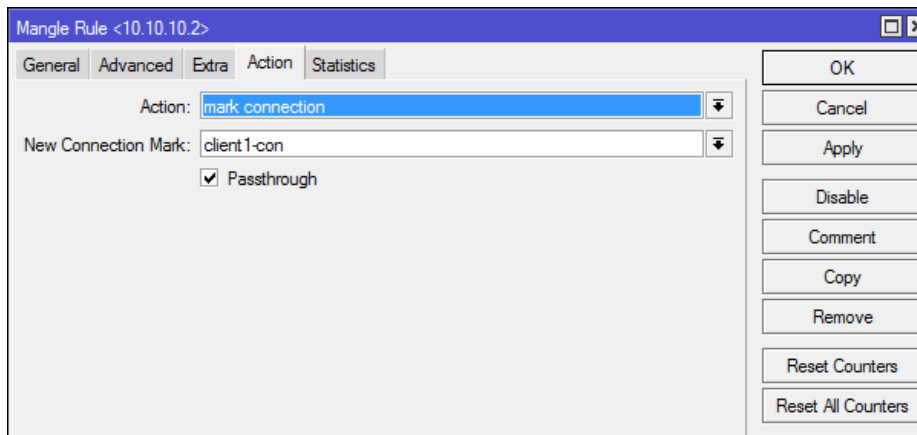 Mangle Rule <10.10.10.2>
General Advanced Extra Action Statistics
Action: mark connection
New Connection Mark: client1-con
Passthrough
OK
Cancel
Apply
Disable
Comment
Copy
Remove
Reset Counters
Reset All Counters